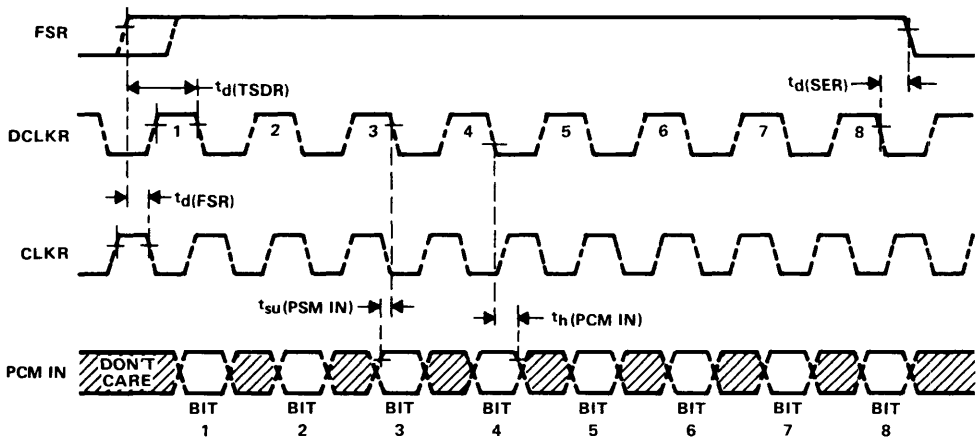 FSR
td(TSDR)
td(SER)
DCLKR
1 2 3 4 5 6 7 8
td(FSR)
CLKR
tsu(PSM IN)
th(PCM IN)
PCM IN
DON'T
CARE
BIT BIT BIT BIT BIT BIT BIT BIT
1 2 3 4 5 6 7 8